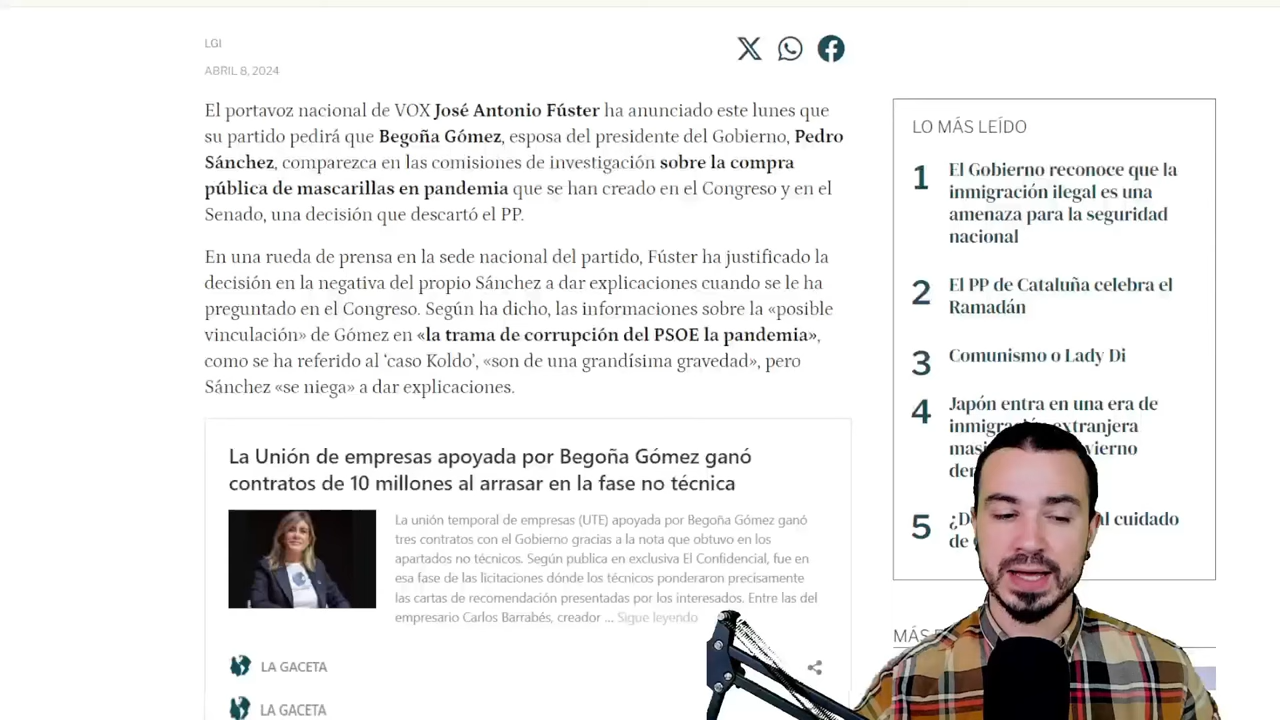 LGI
ABRIL 8, 2024
El portavoz nacional de VOX José Antonio Fúster ha anunciado este lunes que
su partido pedirá que Begoña Gómez, esposa del presidente del Gobierno, Pedro
Sánchez, comparezca en las comisiones de investigación sobre la compra
pública de mascarillas en pandemia que se han creado en el Congreso y en el
Senado, una decisión que descartó el PP.
En una rueda de prensa en la sede nacional del partido, Fúster ha justificado la
decisión en la negativa del propio Sánchez a dar explicaciones cuando se le ha
preguntado en el Congreso. Según ha dicho, las informaciones sobre la «posible
vinculación» de Gómez en «la trama de corrupción del PSOE la pandemia»,
como se ha referido al ‘caso Koldo’, «son de una grandísima gravedad», pero
Sánchez «se niega» a dar explicaciones.
La Unión de empresas apoyada por Begoña Gómez ganó
contratos de 10 millones al arrasar en la fase no técnica
La unión temporal de empresas (UTE) apoyada por Begoña Gómez ganó
tres contratos con el Gobierno gracias a la nota que obtuvo en los
apartados no técnicos. Según publica en exclusiva El Confidencial, fue en
esa fase de las licitaciones dónde los técnicos ponderaron precisamente
las cartas de recomendación presentadas por los interesados. Entre las del
empresario Carlos Barrabés, creador ... Sigue leyendo
LA GACETA
LA GACETA
LO MÁS LEÍDO
1 El Gobierno reconoce que la
inmigración ilegal es una
amenaza para la seguridad
nacional
2 El PP de Cataluña celebra el
Ramadán
3 Comunismo o Lady Di
4 Japón entra en una era de
extranjera
5 al cuidado
de
MÁS